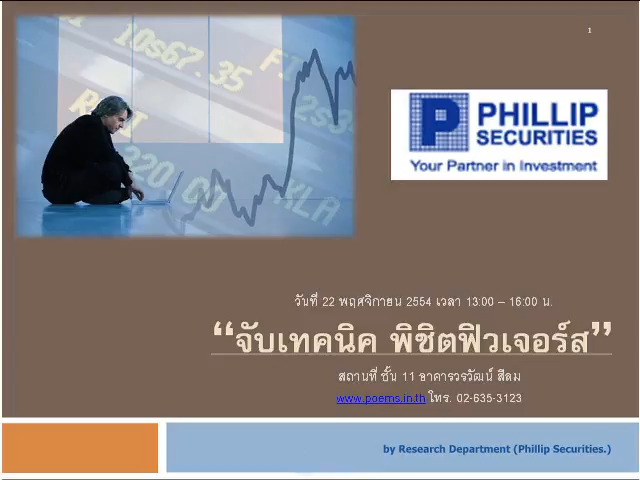 1
10s67.35
PHILLIP
SECURITIES
Your Partner in Investment
KLA
วันที่ 22 พฤศจิกายน 2554 เวลา 13:00 – 16:00 น.
“จับเทคนิค พิชิตฟิวเจอร์ส”
สถานที่ ชั้น 11 อาคารวรวัฒน์ สีลม
www.poems.in.th โทร. 02-635-3123
by Research Department (Phillip Securities.)